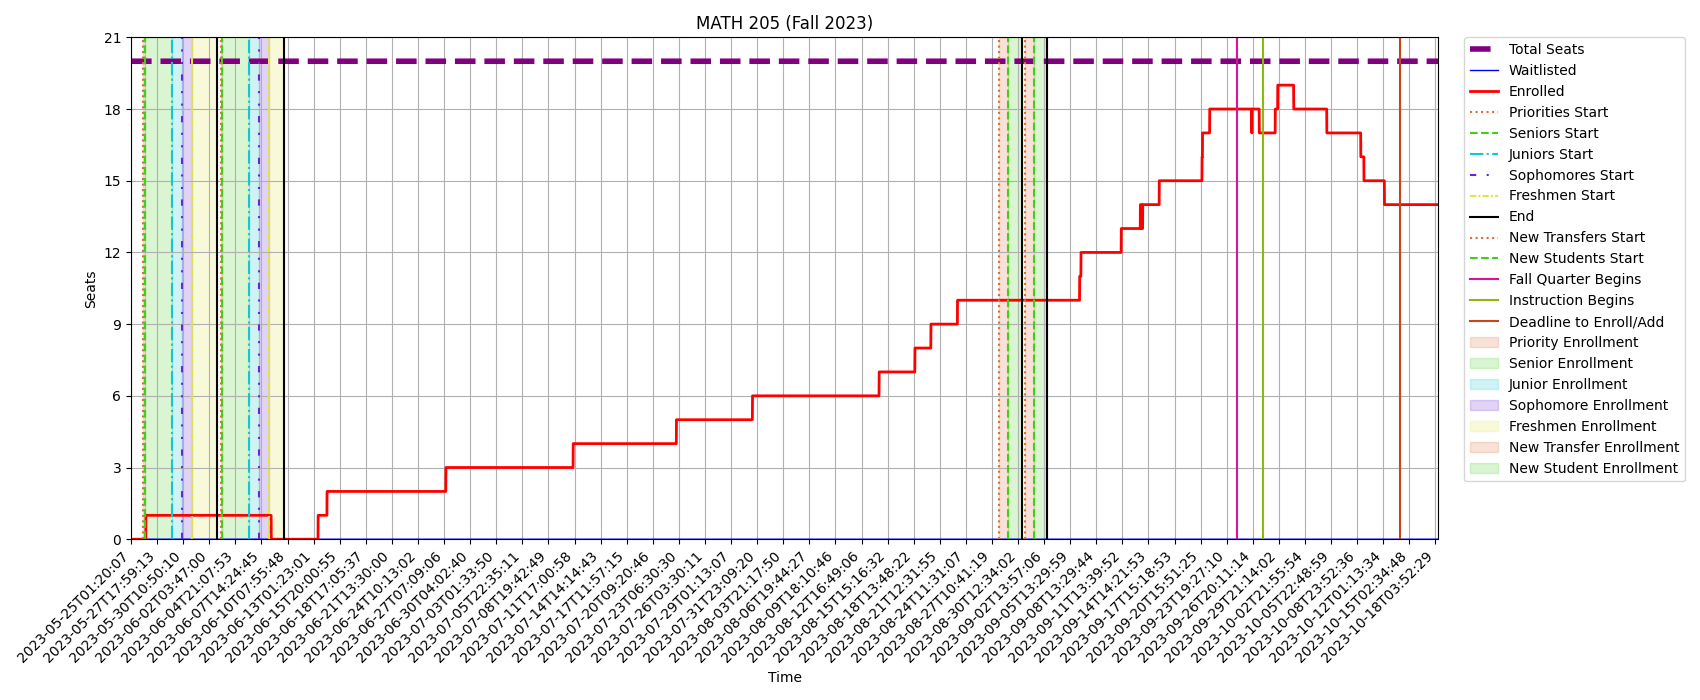 MATH 205 (Fall 2023)
Seats
21
18
15
12
9
6
3
0
2023-05-25T01:20:07
2023-05-27T17:59:13
2023-05-30T10:50:10
2023-06-02T03:47:00
2023-06-04T21:07:53
2023-06-07T14:24:45
2023-06-10T07:55:48
2023-06-13T01:23:01
2023-06-15T20:00:55
2023-06-18T17:05:37
2023-06-21T13:30:00
2023-06-24T10:13:02
2023-06-27T07:09:06
2023-06-30T04:02:40
2023-07-03T01:33:50
2023-07-05T22:35:11
2023-07-08T19:42:49
2023-07-11T17:00:58
2023-07-14T14:14:43
2023-07-17T11:57:15
2023-07-20T09:20:46
2023-07-23T06:30:30
2023-07-26T03:30:11
2023-07-29T01:13:07
2023-07-31T23:09:20
2023-08-03T21:17:50
2023-08-06T19:44:27
2023-08-09T18:10:46
2023-08-12T16:49:06
2023-08-15T15:16:32
2023-08-18T13:48:22
2023-08-21T12:31:55
2023-08-24T11:31:07
2023-08-27T10:41:19
2023-08-30T12:34:02
2023-09-02T13:57:06
2023-09-05T13:29:59
2023-09-08T13:29:44
2023-09-11T13:39:52
2023-09-14T14:21:53
2023-09-17T15:18:53
2023-09-20T15:51:25
2023-09-23T19:27:10
2023-09-26T20:11:14
2023-09-29T21:14:02
2023-10-02T21:55:54
2023-10-05T22:48:59
2023-10-08T23:52:36
2023-10-12T01:13:34
2023-10-15T02:34:48
2023-10-18T03:52:29
Time
Total Seats
Waitlisted
Enrolled
Priorities Start
Seniors Start
Juniors Start
Sophomores Start
Freshmen Start
End
New Transfers Start
New Students Start
Fall Quarter Begins
Instruction Begins
Deadline to Enroll/Add
Priority Enrollment
Senior Enrollment
Junior Enrollment
Sophomore Enrollment
Freshmen Enrollment
New Transfer Enrollment
New Student Enrollment